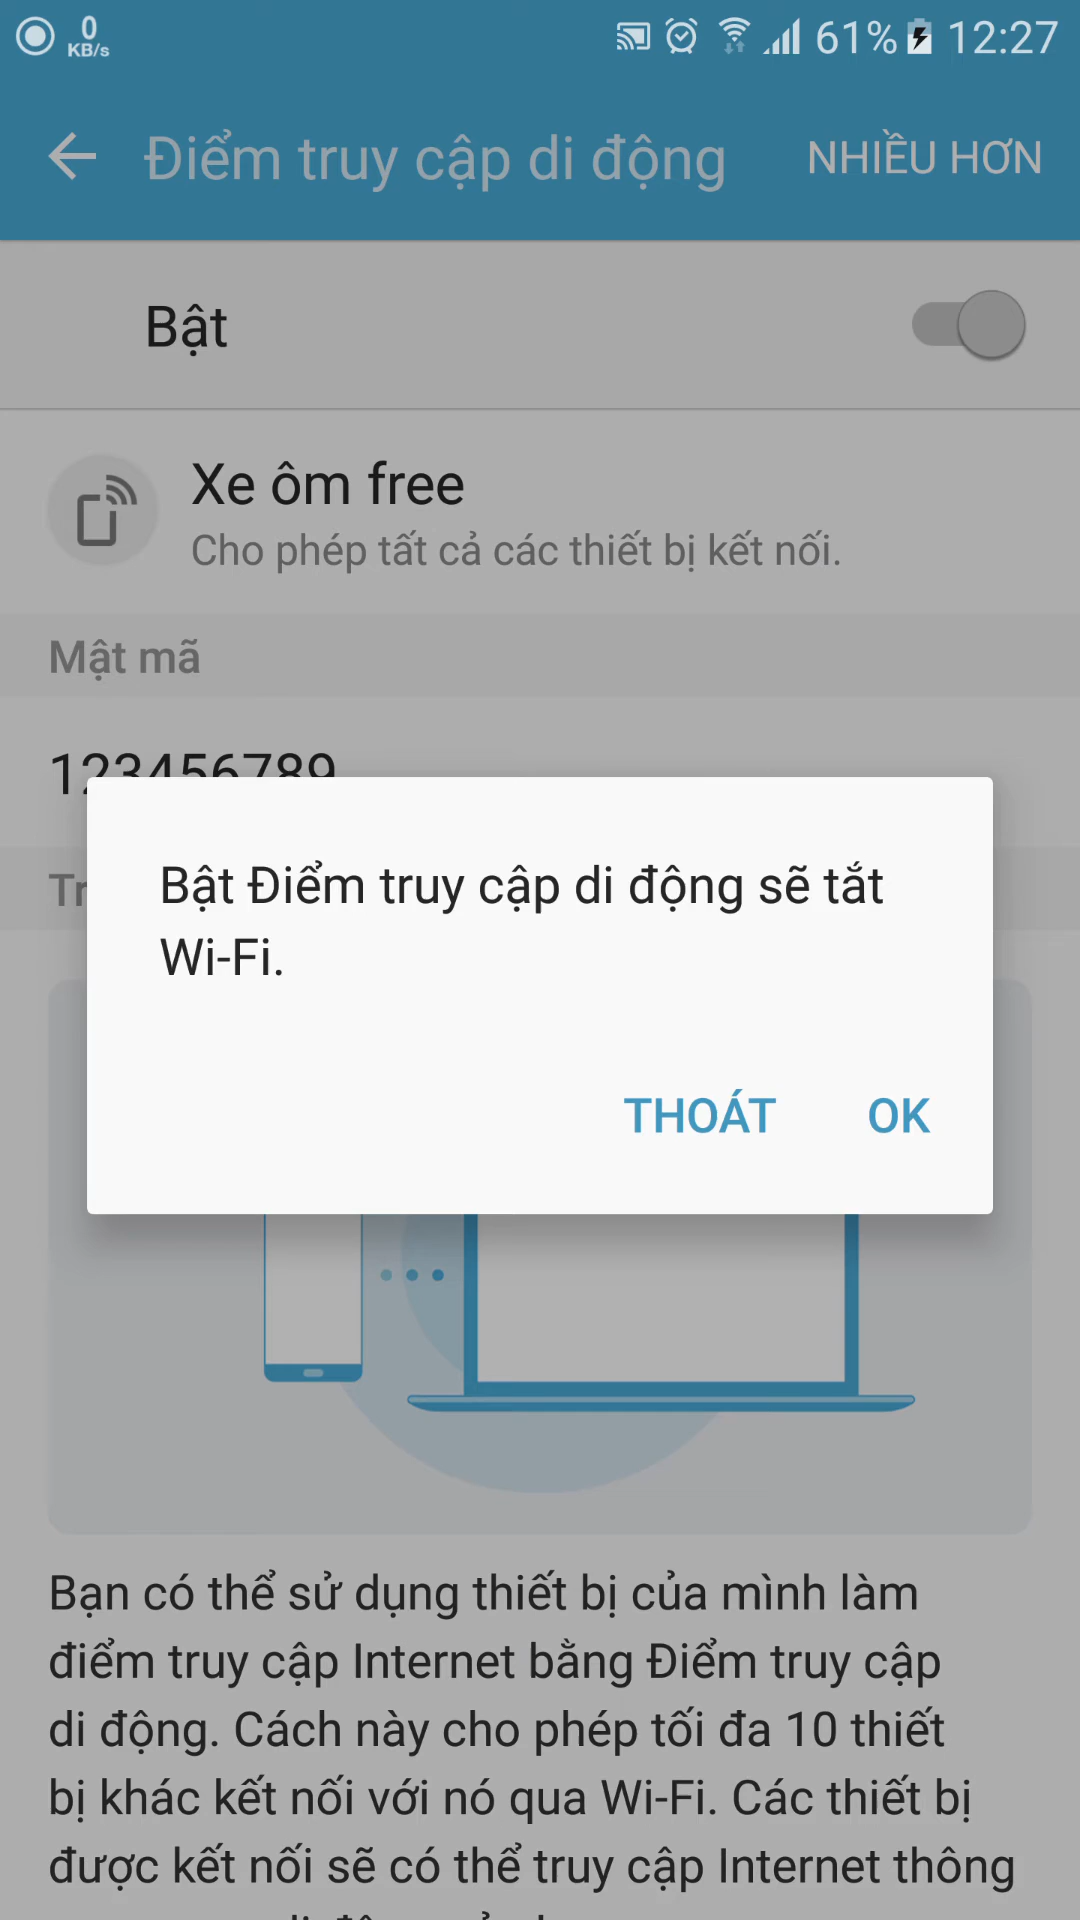 0
KB/s
61% 12:27
Điểm truy cập di động NHIỀU HƠN
Bật
Xe ôm free
Cho phép tất cả các thiết bị kết nối.
Mật mã
123456789
Bật Điểm truy cập di động sẽ tắt
Wi-Fi.
THOÁT OK
Bạn có thể sử dụng thiết bị của mình làm
điểm truy cập Internet bằng Điểm truy cập
di động. Cách này cho phép tối đa 10 thiết
bị khác kết nối với nó qua Wi-Fi. Các thiết bị
được kết nối sẽ có thể truy cập Internet thông